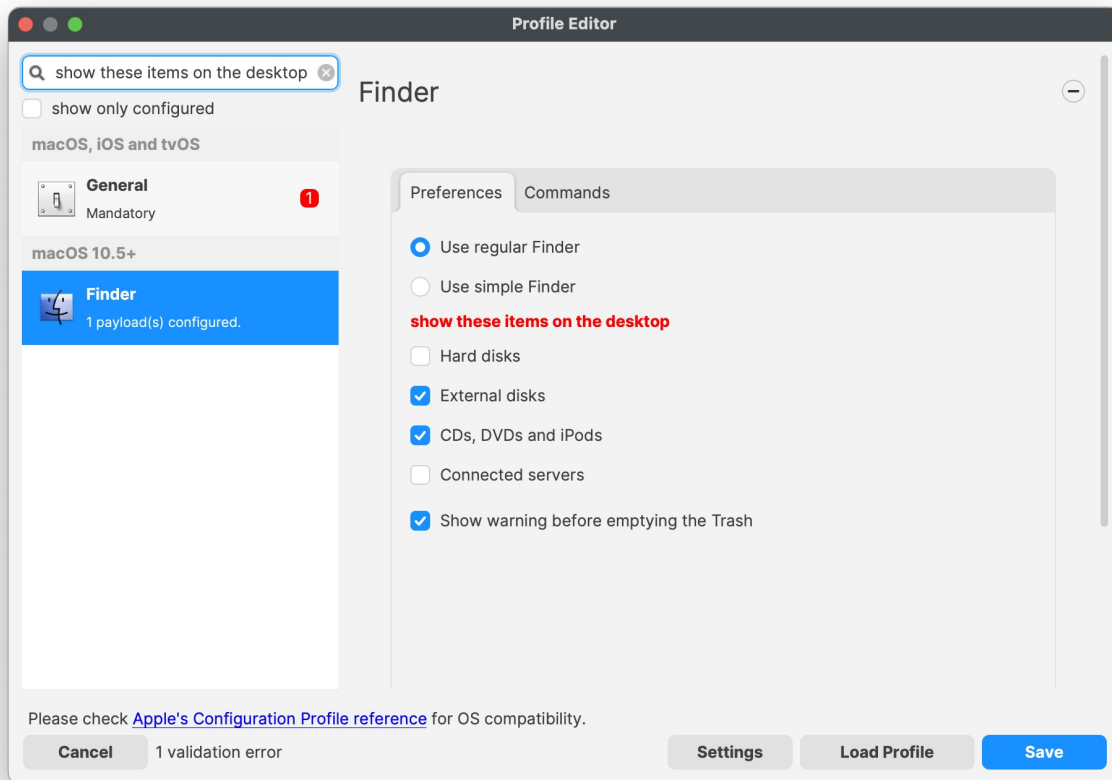 Profile Editor
show these items on the desktop
show only configured
macOS, iOS and tvOS
General
Mandatory
1
macOS 10.5+
Finder
1 payload(s) configured.
Finder
Preferences
Commands
Use regular Finder
Use simple Finder
show these items on the desktop
Hard disks
External disks
CDs, DVDs and iPods
Connected servers
Show warning before emptying the Trash
Please check Apple's Configuration Profile reference for OS compatibility.
Cancel
1 validation error
Settings
Load Profile
Save